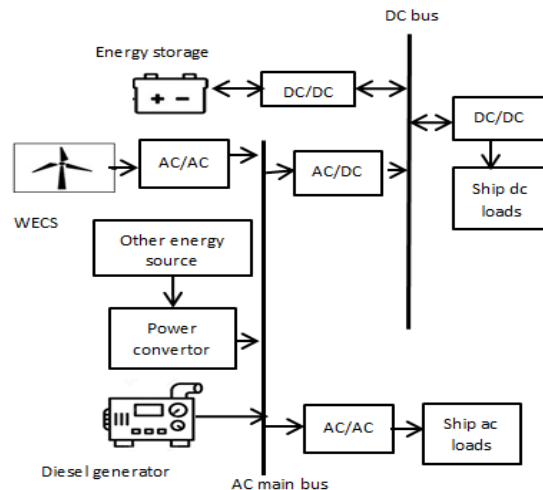 DC bus
Energy storage
DC/DC
DC/DC
AC/AC
AC/DC
Ship dc
loads
WECS
Other energy
source
Power
convertor
AC/AC
Ship ac
loads
Diesel generator
AC main bus